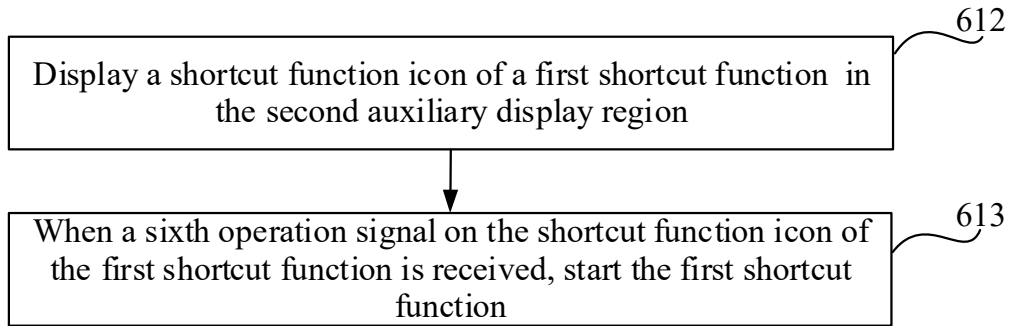 612
Display a shortcut function icon of a first shortcut function in
the second auxiliary display region
613
When a sixth operation signal on the shortcut function icon of
the first shortcut function is received, start the first shortcut
function